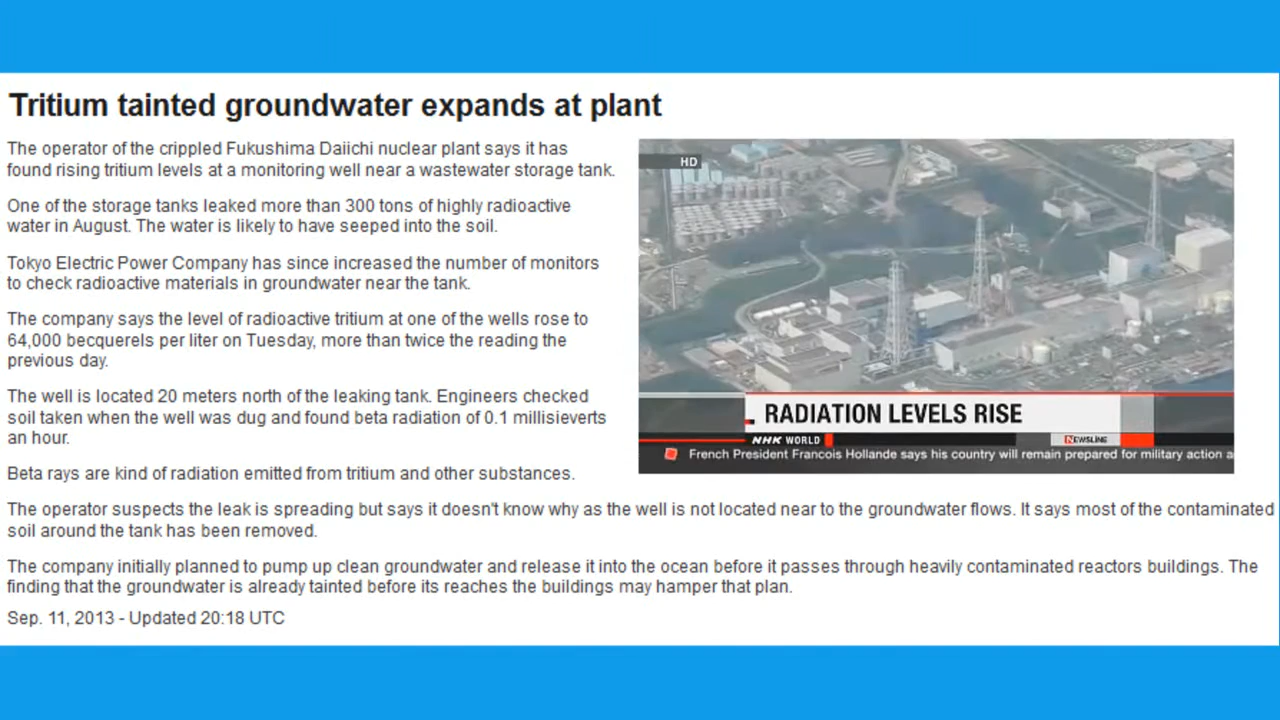 Tritium tainted groundwater expands at plant
The operator of the crippled Fukushima Daiichi nuclear plant says it has
found rising tritium levels at a monitoring well near a wastewater storage tank.
One of the storage tanks leaked more than 300 tons of highly radioactive
water in August. The water is likely to have seeped into the soil.
Tokyo Electric Power Company has since increased the number of monitors
to check radioactive materials in groundwater near the tank.
The company says the level of radioactive tritium at one of the wells rose to
64,000 becquerels per liter on Tuesday, more than twice the reading the
previous day.
The well is located 20 meters north of the leaking tank. Engineers checked
soil taken when the well was dug and found beta radiation of 0.1 millisieverts
an hour.
Beta rays are kind of radiation emitted from tritium and other substances.
The operator suspects the leak is spreading but says it doesn't know why as the well is not located near to the groundwater flows. It says most of the contaminated
soil around the tank has been removed.
The company initially planned to pump up clean groundwater and release it into the ocean before it passes through heavily contaminated reactors buildings. The
finding that the groundwater is already tainted before its reaches the buildings may hamper that plan.
Sep. 11, 2013 - Updated 20:18 UTC
HD
RADIATION LEVELS RISE
NHK WORLD
NEWSLINE
French President Francois Hollande says his country will remain prepared for military action a